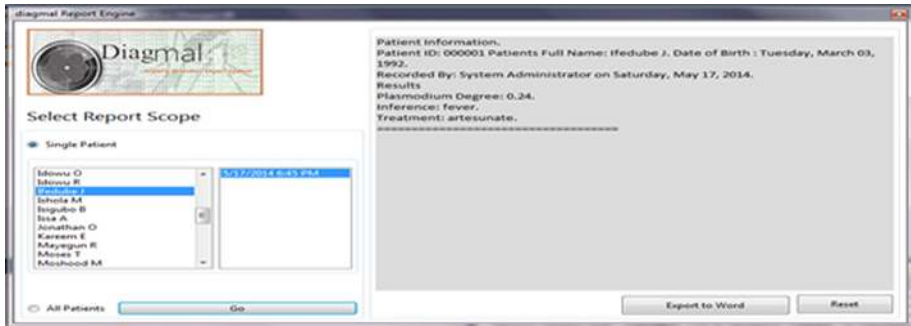 diagmal Report Engine
Diagmal
Select Report Scope
Single Patient
Idowu O
Idowu R
Ifedube J
Ishola M
Isigubo B
Issa A
Jonathan O
Kareem E
Mayegun R
Moses T
Moshood M
5/17/2014 6:45 PM
All Patients
Go
Patient Information.
Patient ID: 000001 Patients Full Name: Ifedube J. Date of Birth : Tuesday, March 03,
1992.
Recorded By: System Administrator on Saturday, May 17, 2014.
Results
Plasmodium Degree: 0.24.
Inference: fever.
Treatment: artesunate.
==================================
Export to Word
Reset